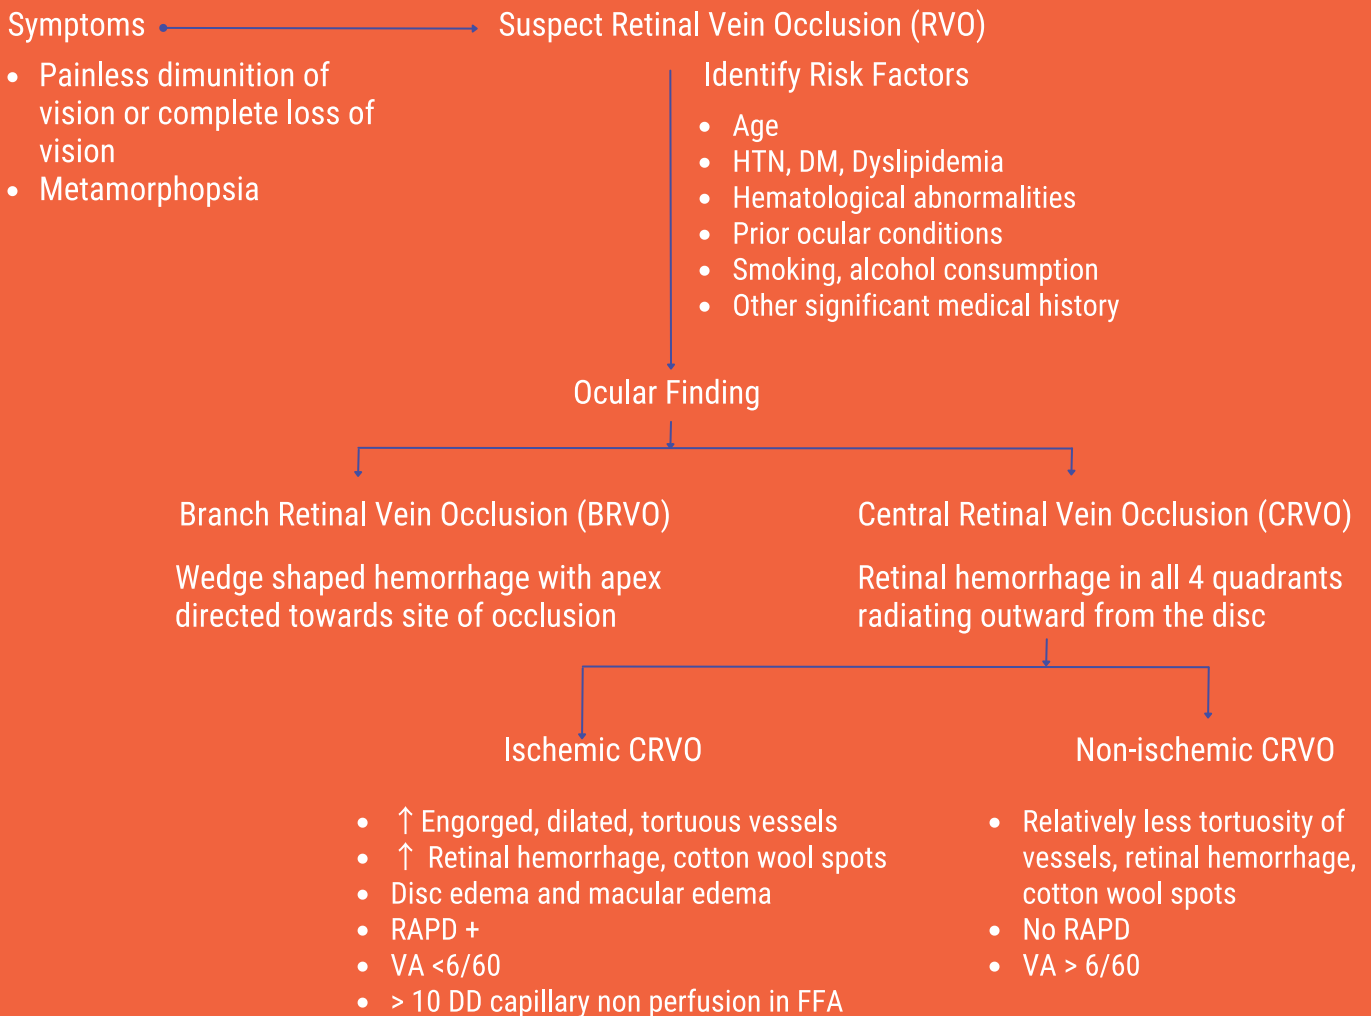 Symptoms
Suspect Retinal Vein Occlusion (RVO)
• Painless dimunition of
vision or complete loss of
vision
• Metamorphopsia
Identify Risk Factors
• Age
• HTN, DM, Dyslipidemia
• Hematological abnormalities
• Prior ocular conditions
• Smoking, alcohol consumption
• Other significant medical history
Ocular Finding
Branch Retinal Vein Occlusion (BRVO)
Wedge shaped hemorrhage with apex
directed towards site of occlusion
Central Retinal Vein Occlusion (CRVO)
Retinal hemorrhage in all 4 quadrants
radiating outward from the disc
Ischemic CRVO
• ↑ Engorged, dilated, tortuous vessels
• ↑ Retinal hemorrhage, cotton wool spots
• Disc edema and macular edema
• RAPD +
• VA <6/60
• > 10 DD capillary non perfusion in FFA
Non-ischemic CRVO
• Relatively less tortuosity of
vessels, retinal hemorrhage,
cotton wool spots
• No RAPD
• VA > 6/60